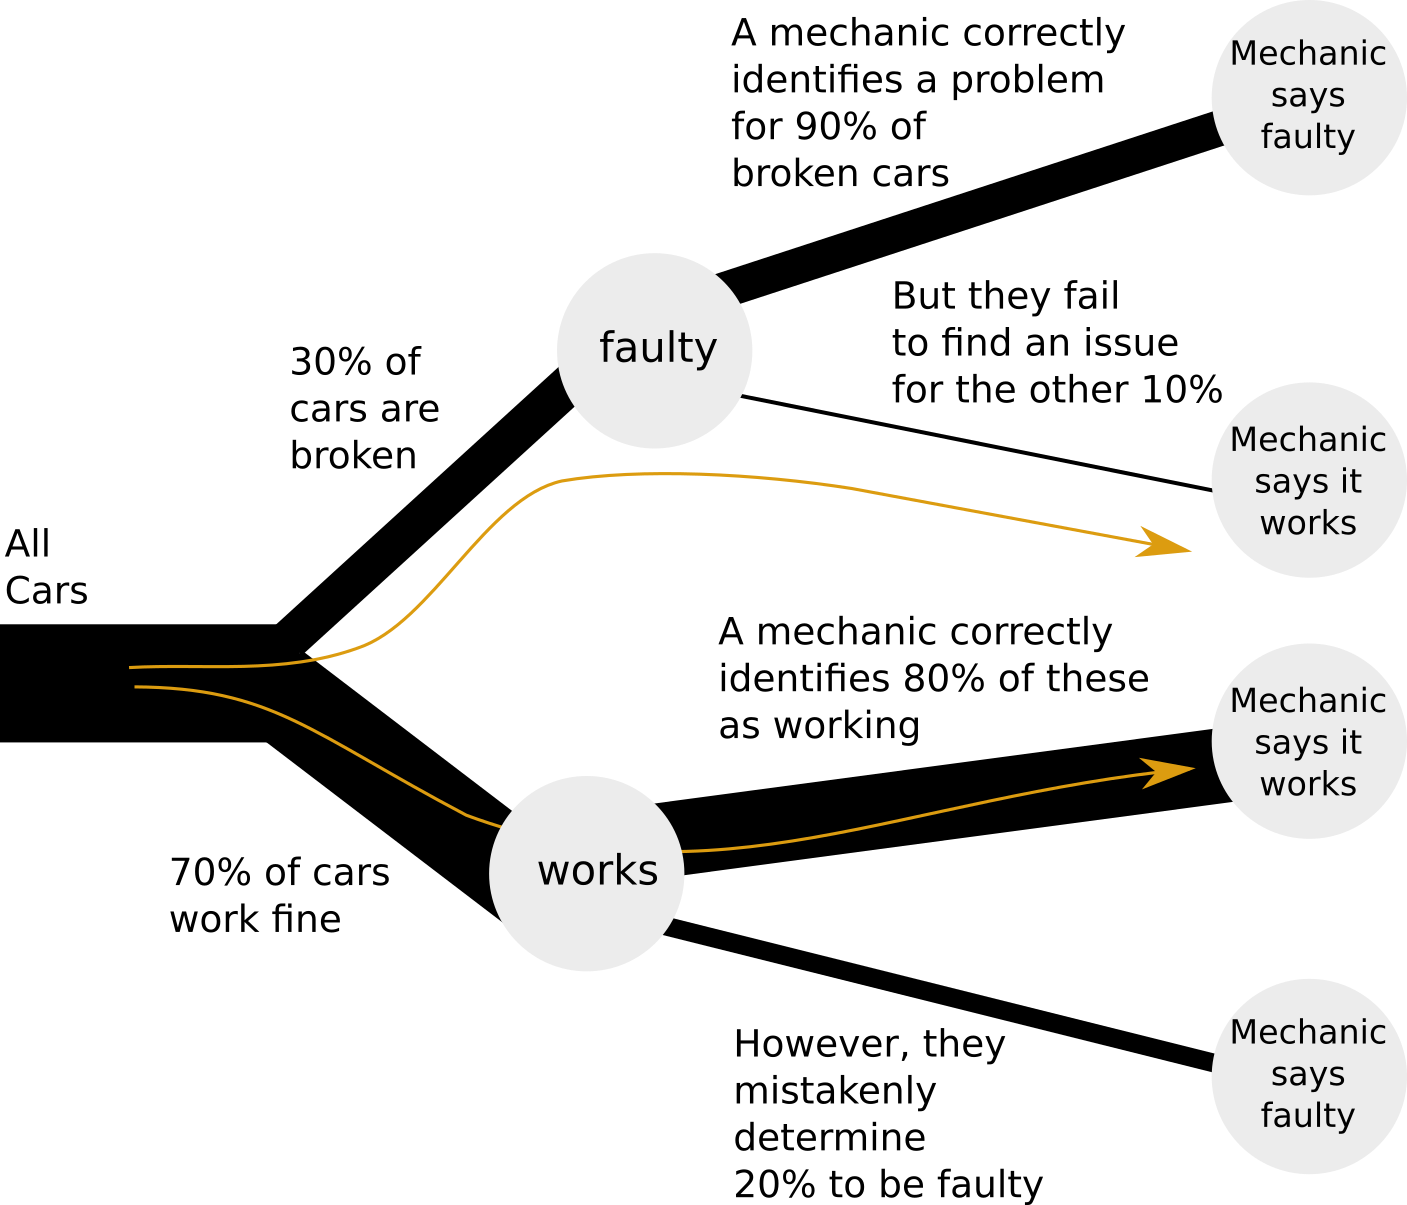 A mechanic correctly
identifies a problem
for 90% of
broken cars
Mechanic
says
faulty
But they fail
to find an issue
for the other 10%
faulty
30% of
cars are
broken
Mechanic
says it
works
All
Cars
A mechanic correctly
identifies 80% of these
as working
Mechanic
says it
works
works
70% of cars
work fine
However, they
mistakenly
determine
20% to be faulty
Mechanic
says
faulty